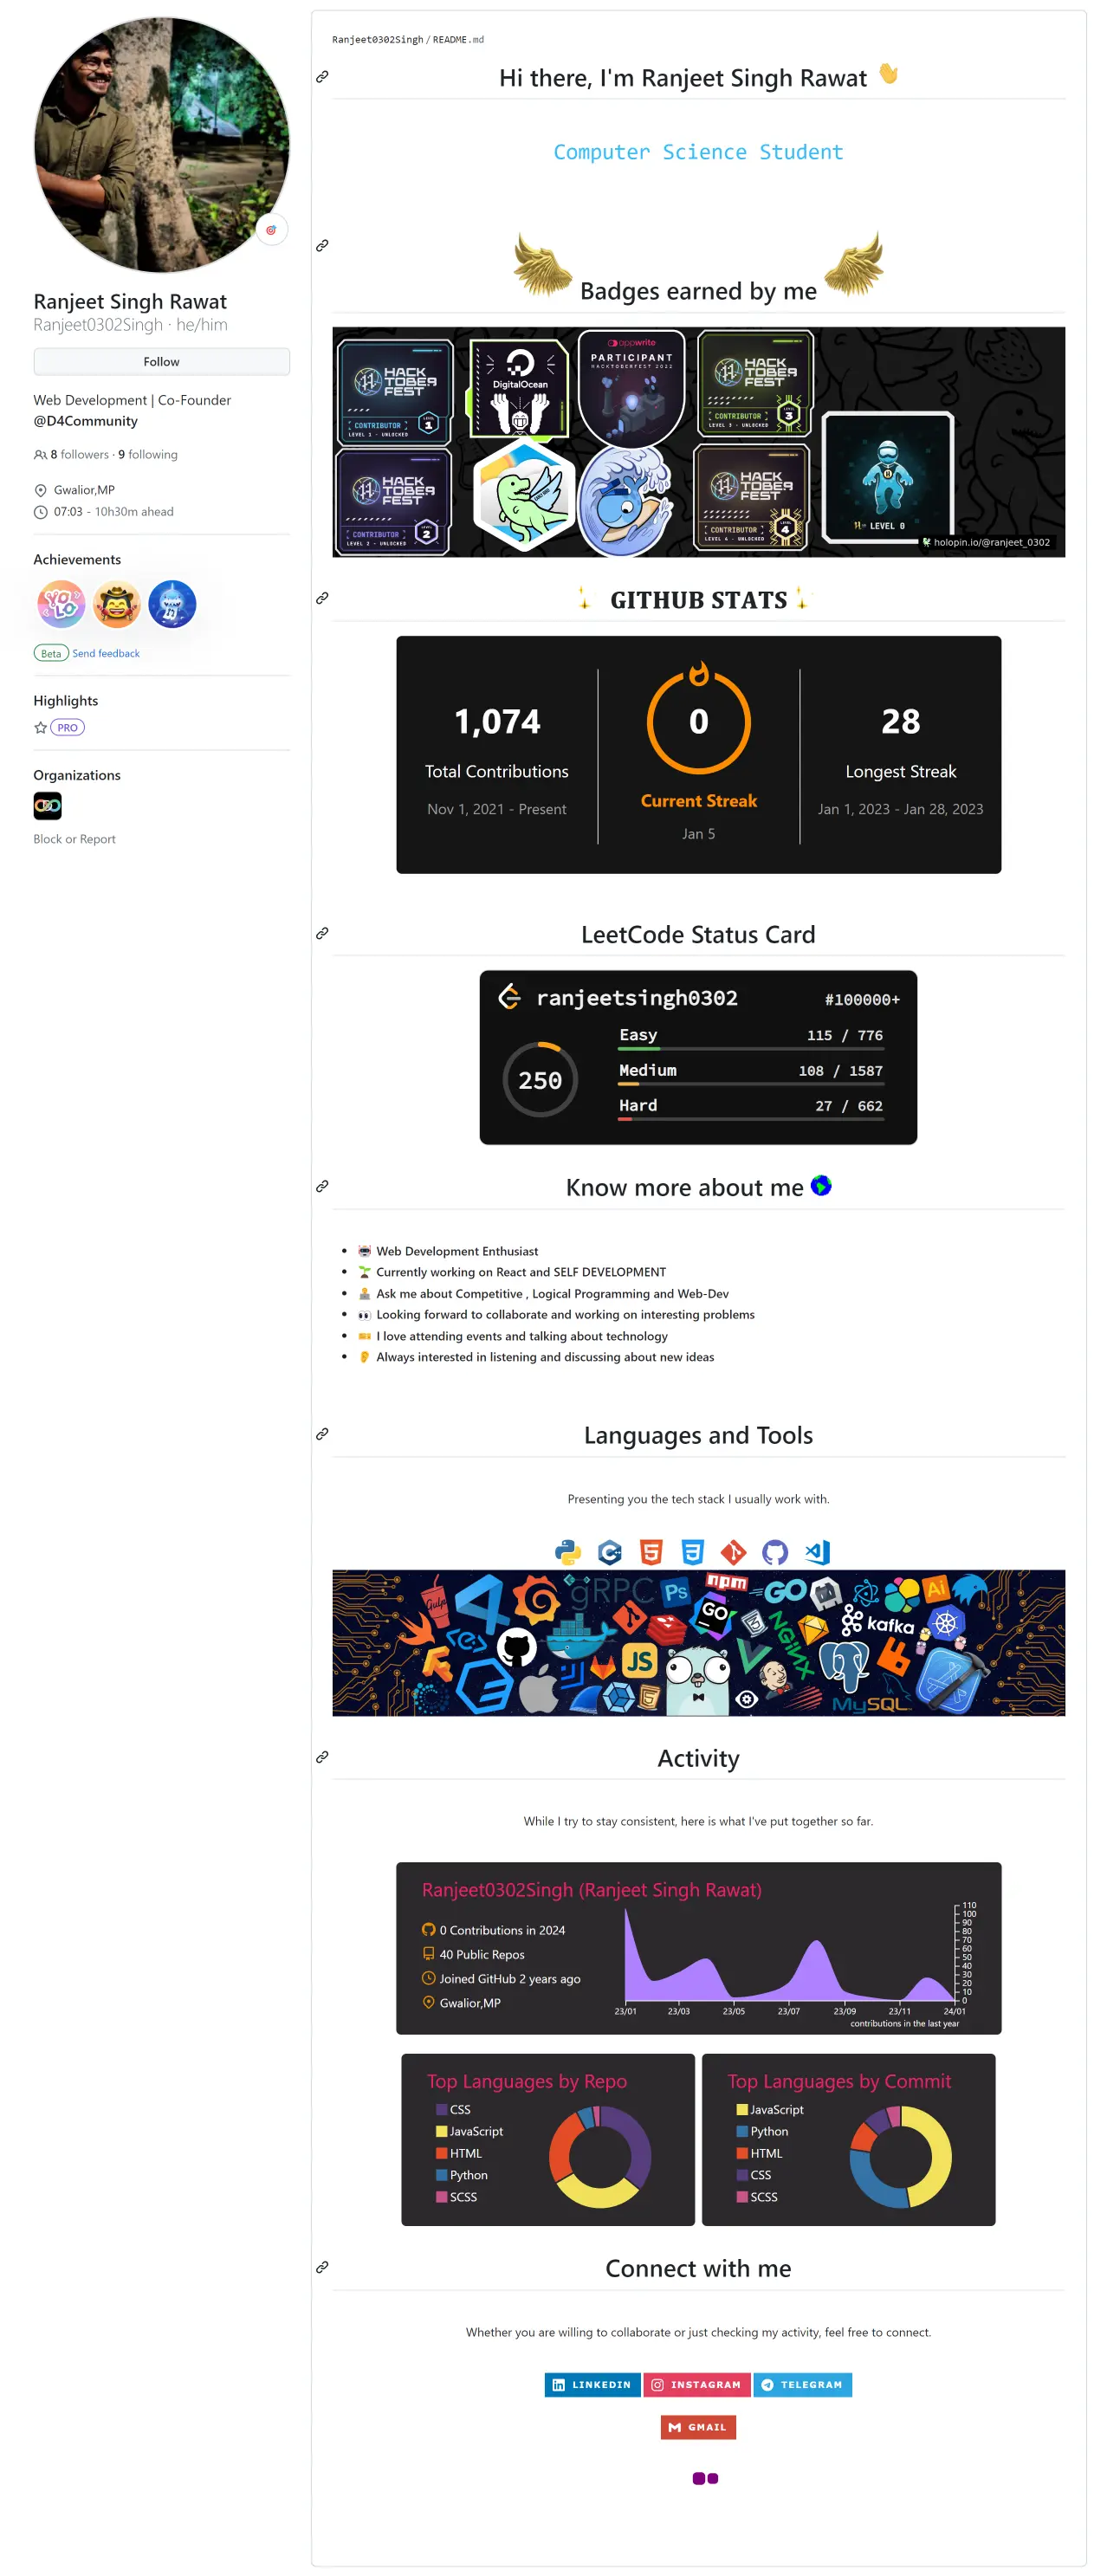 Ranjeet Singh Rawat
Ranjeet0302Singh · he/him
Follow
Web Development | Co-Founder
@D4Community
8 followers · 9 following
Gwalior,MP
07:03 - 10h30m ahead
Achievements
YOLO
Beta Send feedback
Highlights
PRO
Organizations
Block or Report
Ranjeet0302Singh / README.md
Hi there, I'm Ranjeet Singh Rawat
Computer Science Student
Badges earned by me
HACK
TOBER
FEST
CONTRIBUTOR
LEVEL 1 - UNLOCKED
LEVEL
1
DigitalOcean
appwrite
PARTICIPANT
HACKTOBERFEST 2022
HACK
TOBER
FEST
CONTRIBUTOR
LEVEL 3 - UNLOCKED
LEVEL
3
HACK
TOBER
FEST
CONTRIBUTOR
LEVEL 2 - UNLOCKED
LEVEL
2
HACK
TOBER
FEST
CONTRIBUTOR
LEVEL 4 - UNLOCKED
LEVEL
4
LEVEL 0
holopin.io/@ranjeet_0302
GITHUB STATS
1,074
Total Contributions
Nov 1, 2021 - Present
0
Current Streak
Jan 5
28
Longest Streak
Jan 1, 2023 - Jan 28, 2023
LeetCode Status Card
ranjeetsingh0302 #100000+
250
Easy 115 / 776
Medium 108 / 1587
Hard 27 / 662
Know more about me
• Web Development Enthusiast
• Currently working on React and SELF DEVELOPMENT
• Ask me about Competitive , Logical Programming and Web-Dev
• Looking forward to collaborate and working on interesting problems
• I love attending events and talking about technology
• Always interested in listening and discussing about new ideas
Languages and Tools
Presenting you the tech stack I usually work with.
Gulp
gRPC
Ps
npm
GO
Ai
GO
kafka
JS
NGINX
MySQL
Activity
While I try to stay consistent, here is what I've put together so far.
Ranjeet0302Singh (Ranjeet Singh Rawat)
0 Contributions in 2024
40 Public Repos
Joined GitHub 2 years ago
Gwalior,MP
110
100
90
80
70
60
50
40
30
20
10
0
23/01 23/03 23/05 23/07 23/09 23/11 24/01
contributions in the last year
Top Languages by Repo
CSS
JavaScript
HTML
Python
SCSS
Top Languages by Commit
JavaScript
Python
HTML
CSS
SCSS
Connect with me
Whether you are willing to collaborate or just checking my activity, feel free to connect.
LINKEDIN INSTAGRAM TELEGRAM
GMAIL